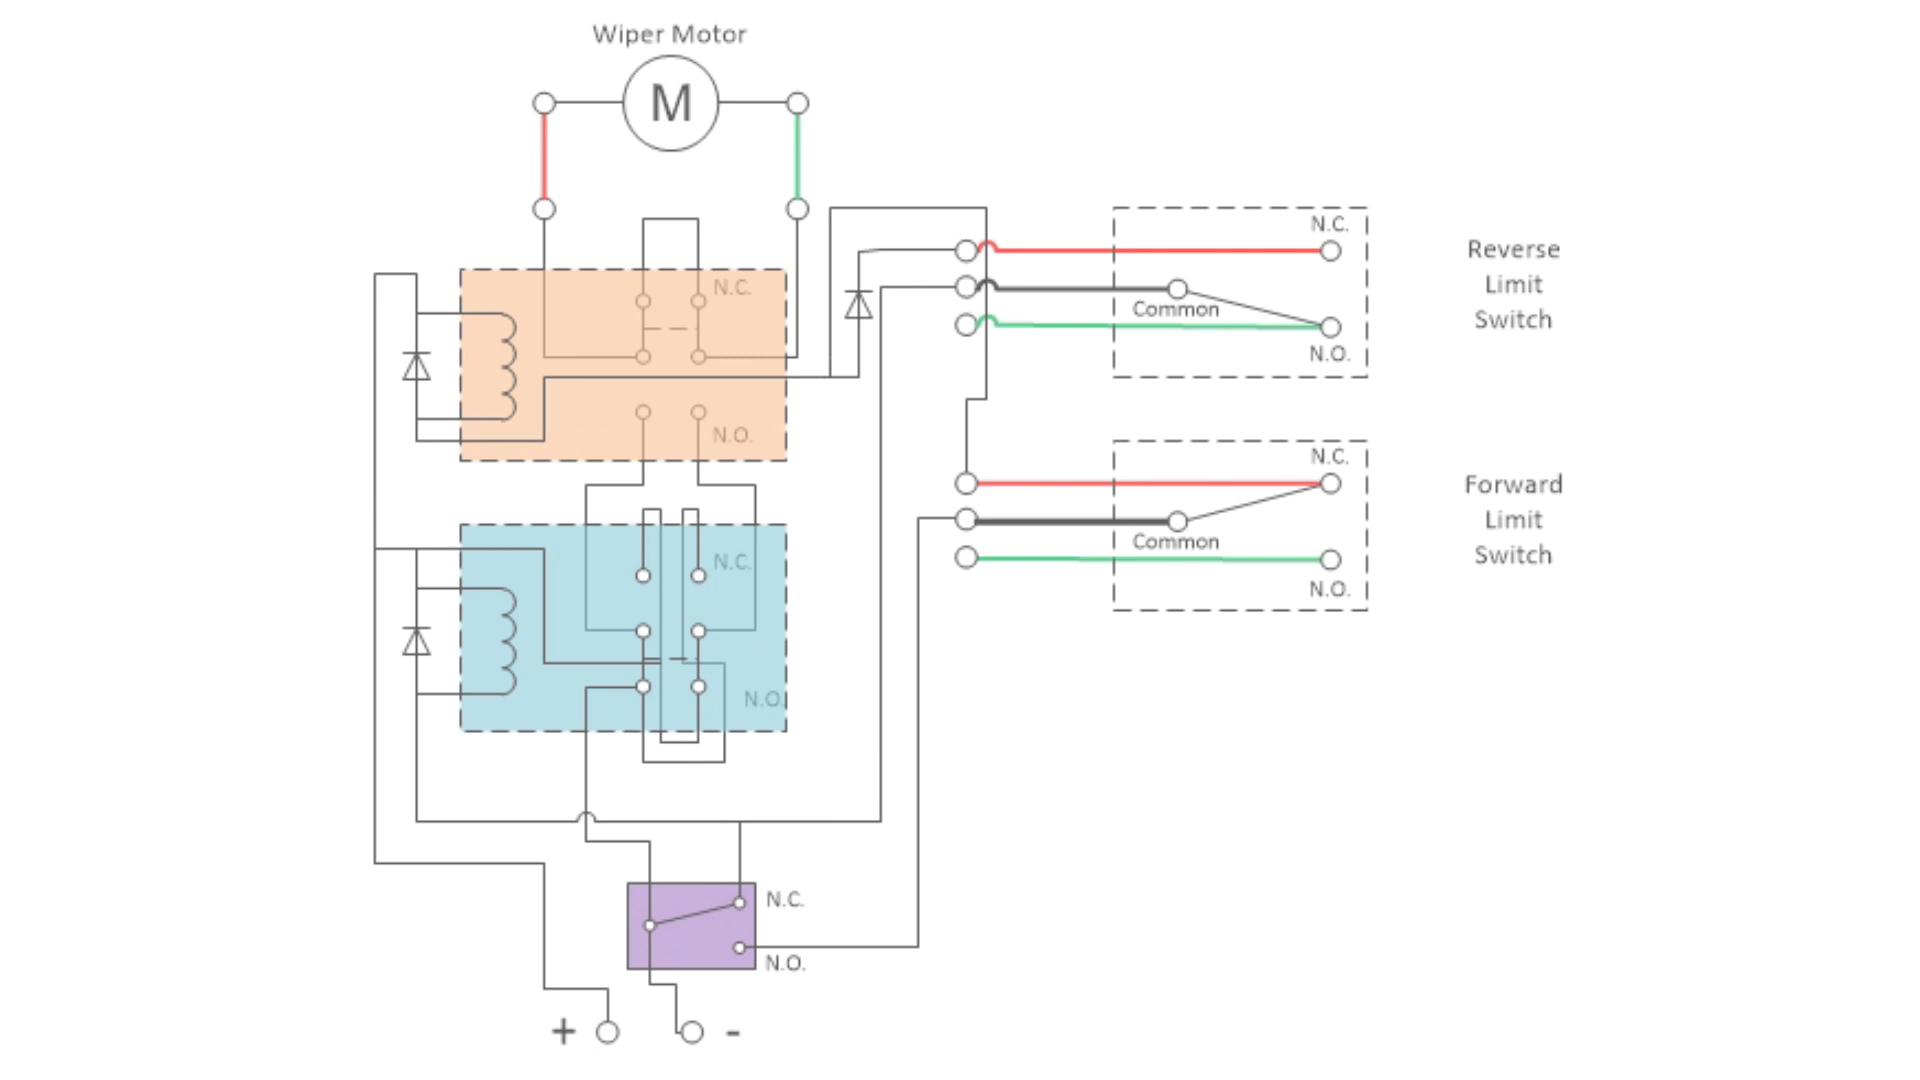 Wiper Motor
M
N.C.
N.O.
N.C.
Common
N.O.
Reverse
Limit
Switch
N.C.
N.O.
N.C.
Common
N.O.
Forward
Limit
Switch
N.C.
N.O.
+
-